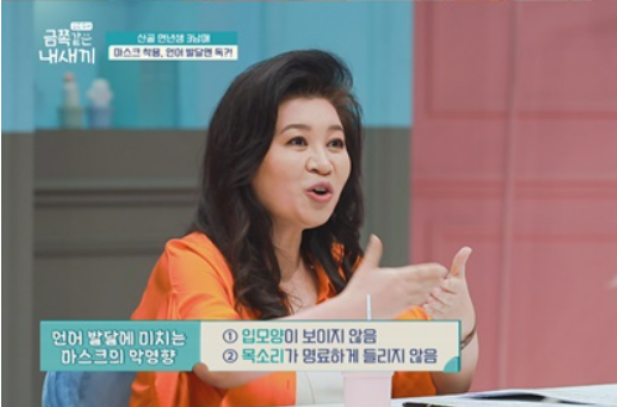 금쪽같은
내새끼
산골 연년생 3남매
마스크 착용, 언어 발달엔 독?!
언어 발달에 미치는
마스크의 악영향
① 입모양이 보이지 않음
② 목소리가 명료하게 들리지 않음